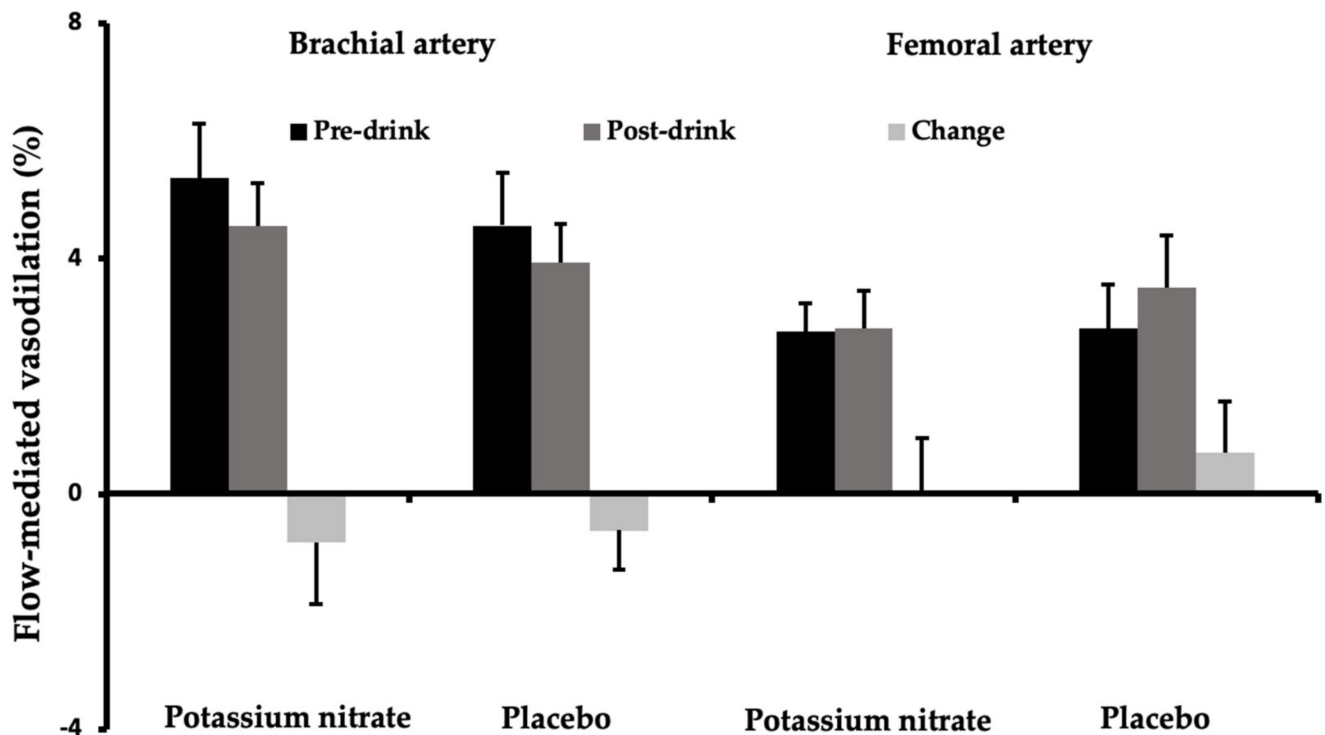 Flow-mediated vasodilation (%)
8
4
0
-4
Brachial artery
Femoral artery
Pre-drink
Post-drink
Change
Potassium nitrate
Placebo
Potassium nitrate
Placebo